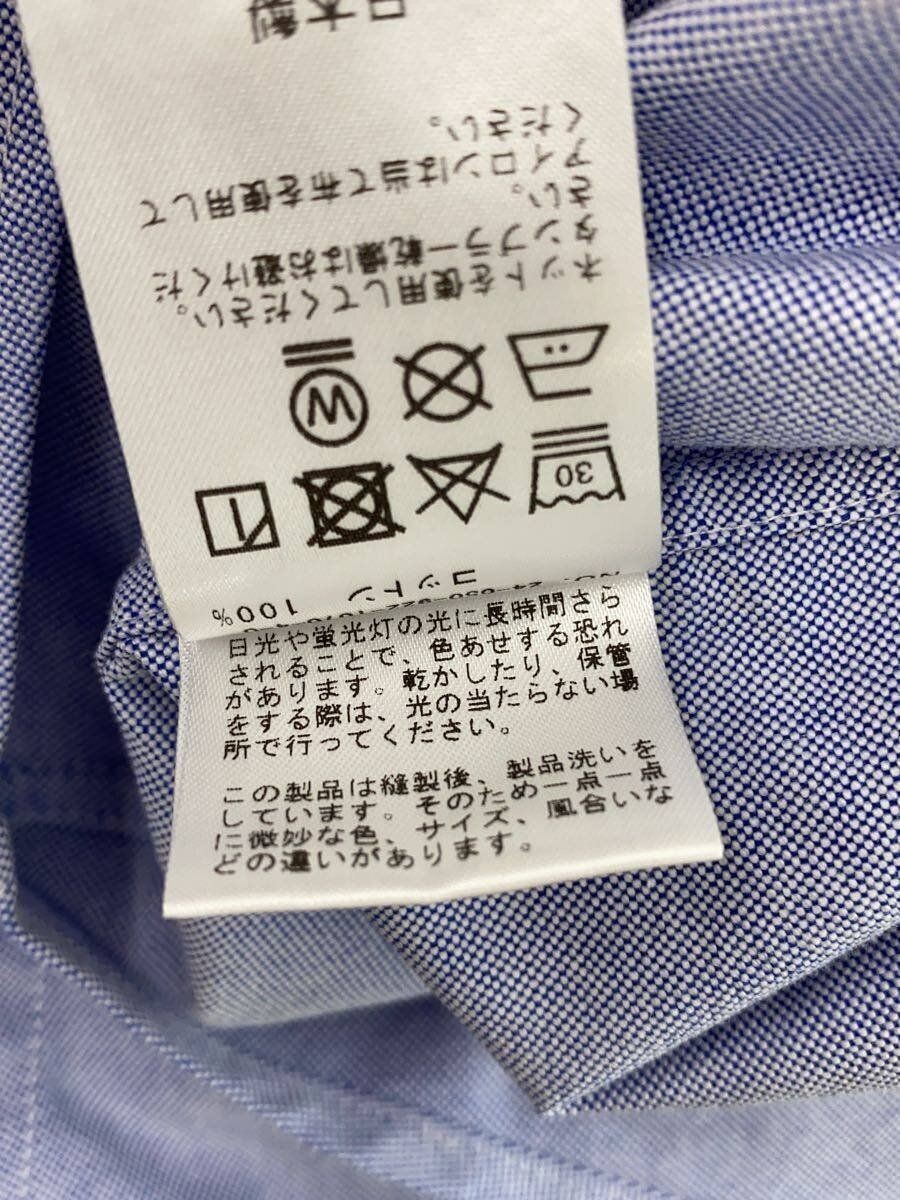 コットン 100%
30
W
ネットを使用してください。
タンブラー乾燥はお避けくだ
さい。
アイロンは当て布を使用して
ください。
日本製
日光や蛍光灯の光に長時間さら
されることで、色あせする恐れ
があります。乾かしたり、保管
をする際は、光の当たらない場
所で行ってください。
この製品は縫製後、製品洗いを
しています。そのため一点一点
に微妙な色、サイズ、風合いな
どの違いがあります。